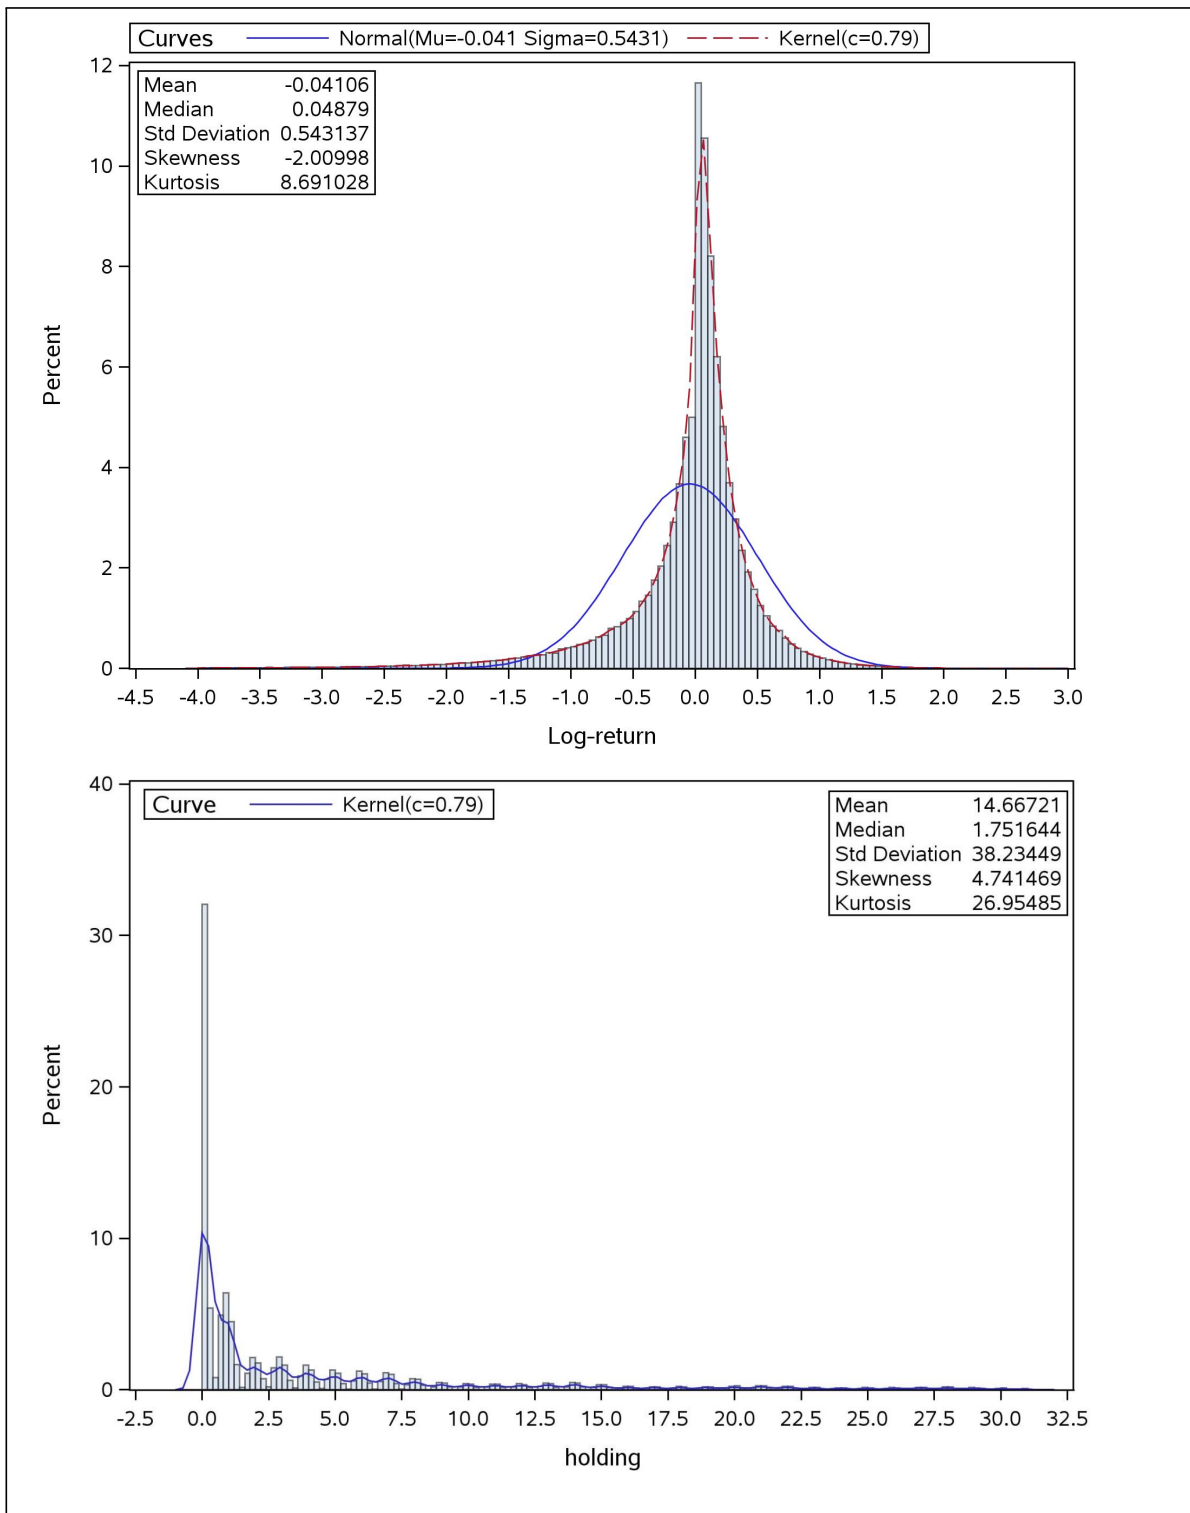 Curves Normal(Mu=-0.041 Sigma=0.5431) Kernel(c=0.79)
Mean -0.04106
Median 0.04879
Std Deviation 0.543137
Skewness -2.00998
Kurtosis 8.691028
12
10
8
6
4
2
0
Percent
-4.5 -4.0 -3.5 -3.0 -2.5 -2.0 -1.5 -1.0 -0.5 0.0 0.5 1.0 1.5 2.0 2.5 3.0
Log-return
Curve Kernel(c=0.79)
Mean 14.66721
Median 1.751644
Std Deviation 38.23449
Skewness 4.741469
Kurtosis 26.95485
40
30
20
10
0
Percent
-2.5 0.0 2.5 5.0 7.5 10.0 12.5 15.0 17.5 20.0 22.5 25.0 27.5 30.0 32.5
holding